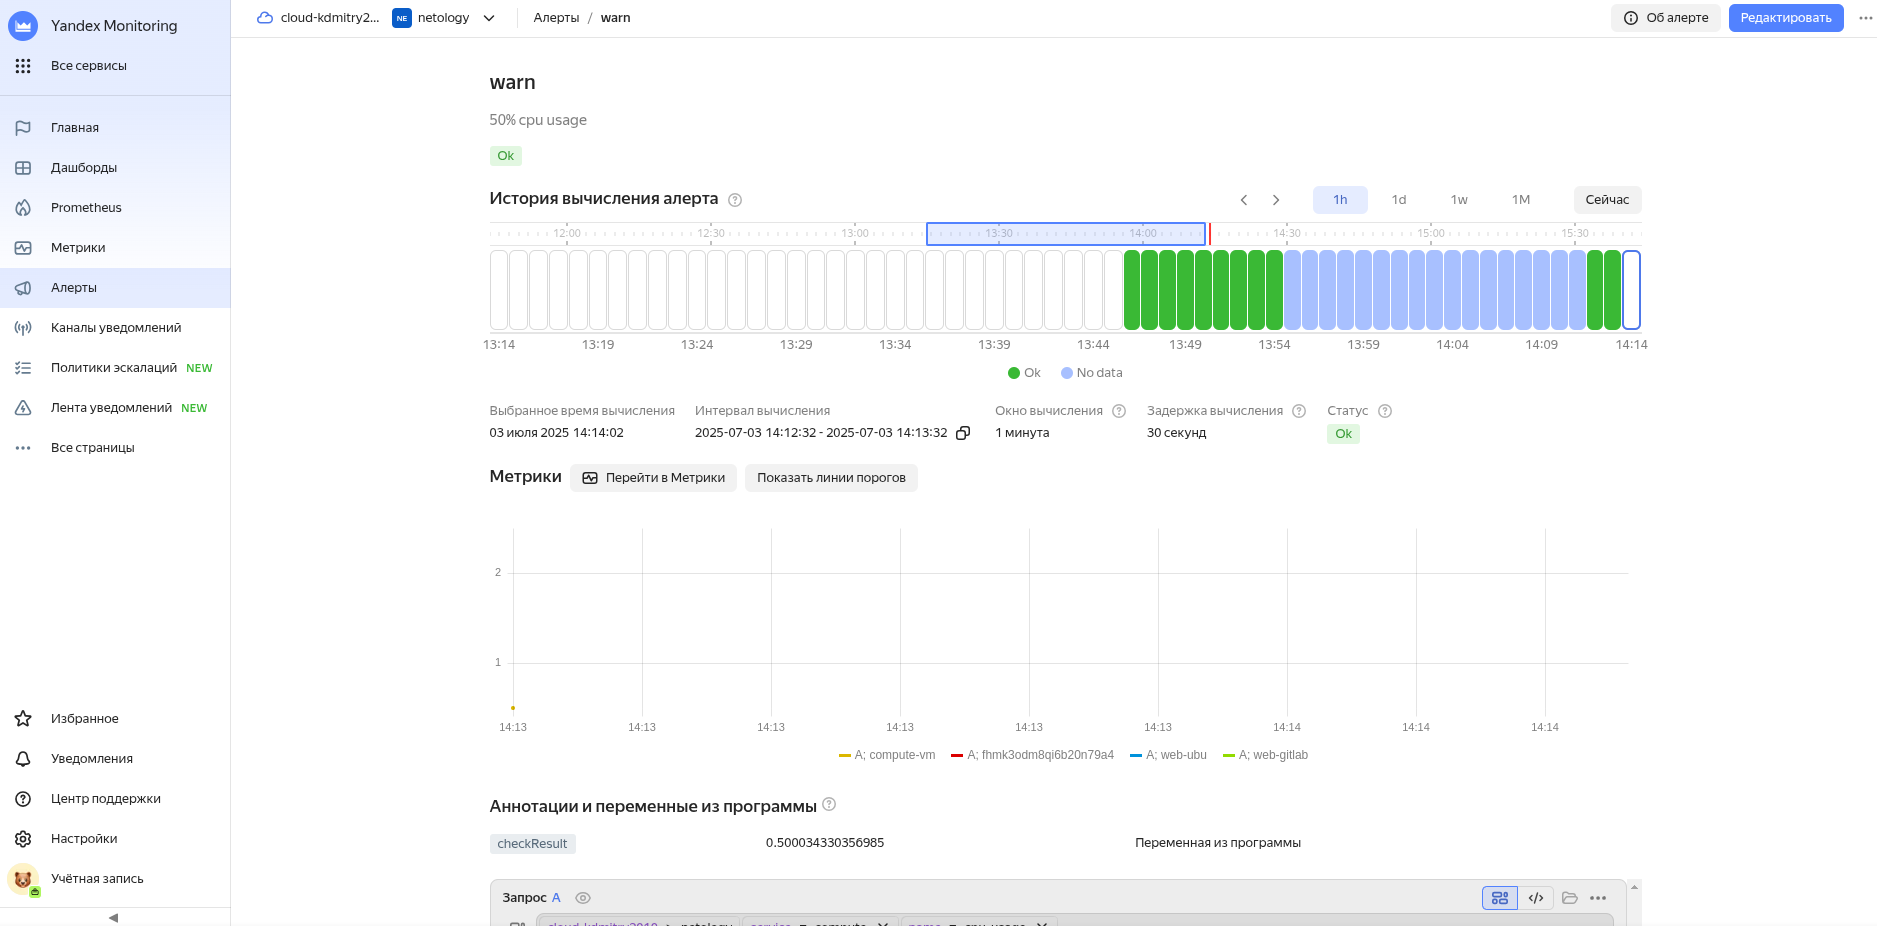 Yandex Monitoring
Все сервисы
Главная
Дашборды
Prometheus
Метрики
Алерты
Каналы уведомлений
Политики эскалаций NEW
Лента уведомлений NEW
Все страницы
Избранное
Уведомления
Центр поддержки
Настройки
Учётная запись
cloud-kdmitry2... NE netology Алерты / warn
Об алерте Редактировать
warn
50% cpu usage
Ok
История вычисления алерта
1h 1d 1w 1M Сейчас
12:00 12:30 13:00 13:30 14:00 14:30 15:00 15:30
13:14 13:19 13:24 13:29 13:34 13:39 13:44 13:49 13:54 13:59 14:04 14:09 14:14
Ok No data
Выбранное время вычисления Интервал вычисления Окно вычисления Задержка вычисления Статус
03 июля 2025 14:14:02 2025-07-03 14:12:32 - 2025-07-03 14:13:32 1 минута 30 секунд Ok
Метрики Перейти в Метрики Показать линии порогов
2
1
14:13 14:13 14:13 14:13 14:13 14:13 14:14 14:14 14:14
A; compute-vm A; fhmk3odm8qi6b20n79a4 A; web-ubu A; web-gitlab
Аннотации и переменные из программы
checkResult 0.500034330356985 Переменная из программы
Запрос A